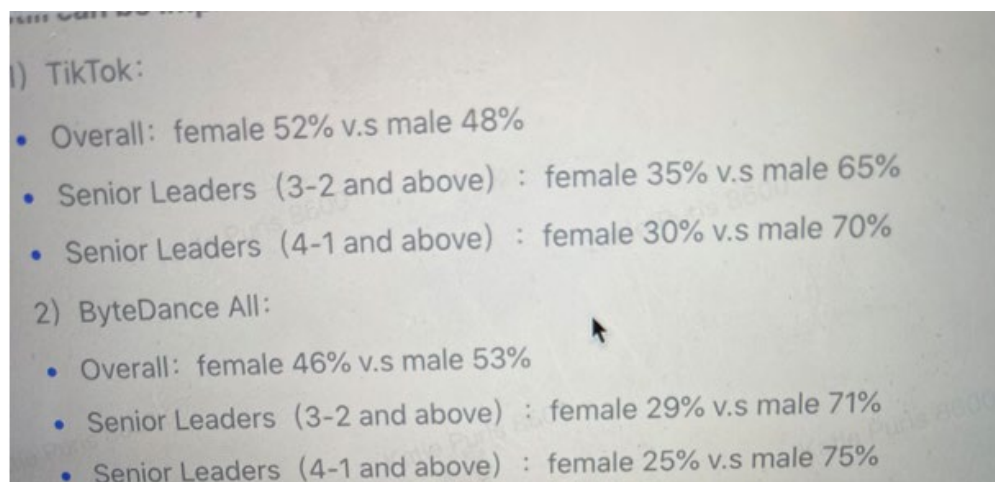 1) TikTok:
• Overall: female 52% v.s male 48%
• Senior Leaders (3-2 and above) : female 35% v.s male 65%
• Senior Leaders (4-1 and above) : female 30% v.s male 70%
2) ByteDance All:
• Overall: female 46% v.s male 53%
• Senior Leaders (3-2 and above) : female 29% v.s male 71%
• Senior Leaders (4-1 and above) : female 25% v.s male 75%